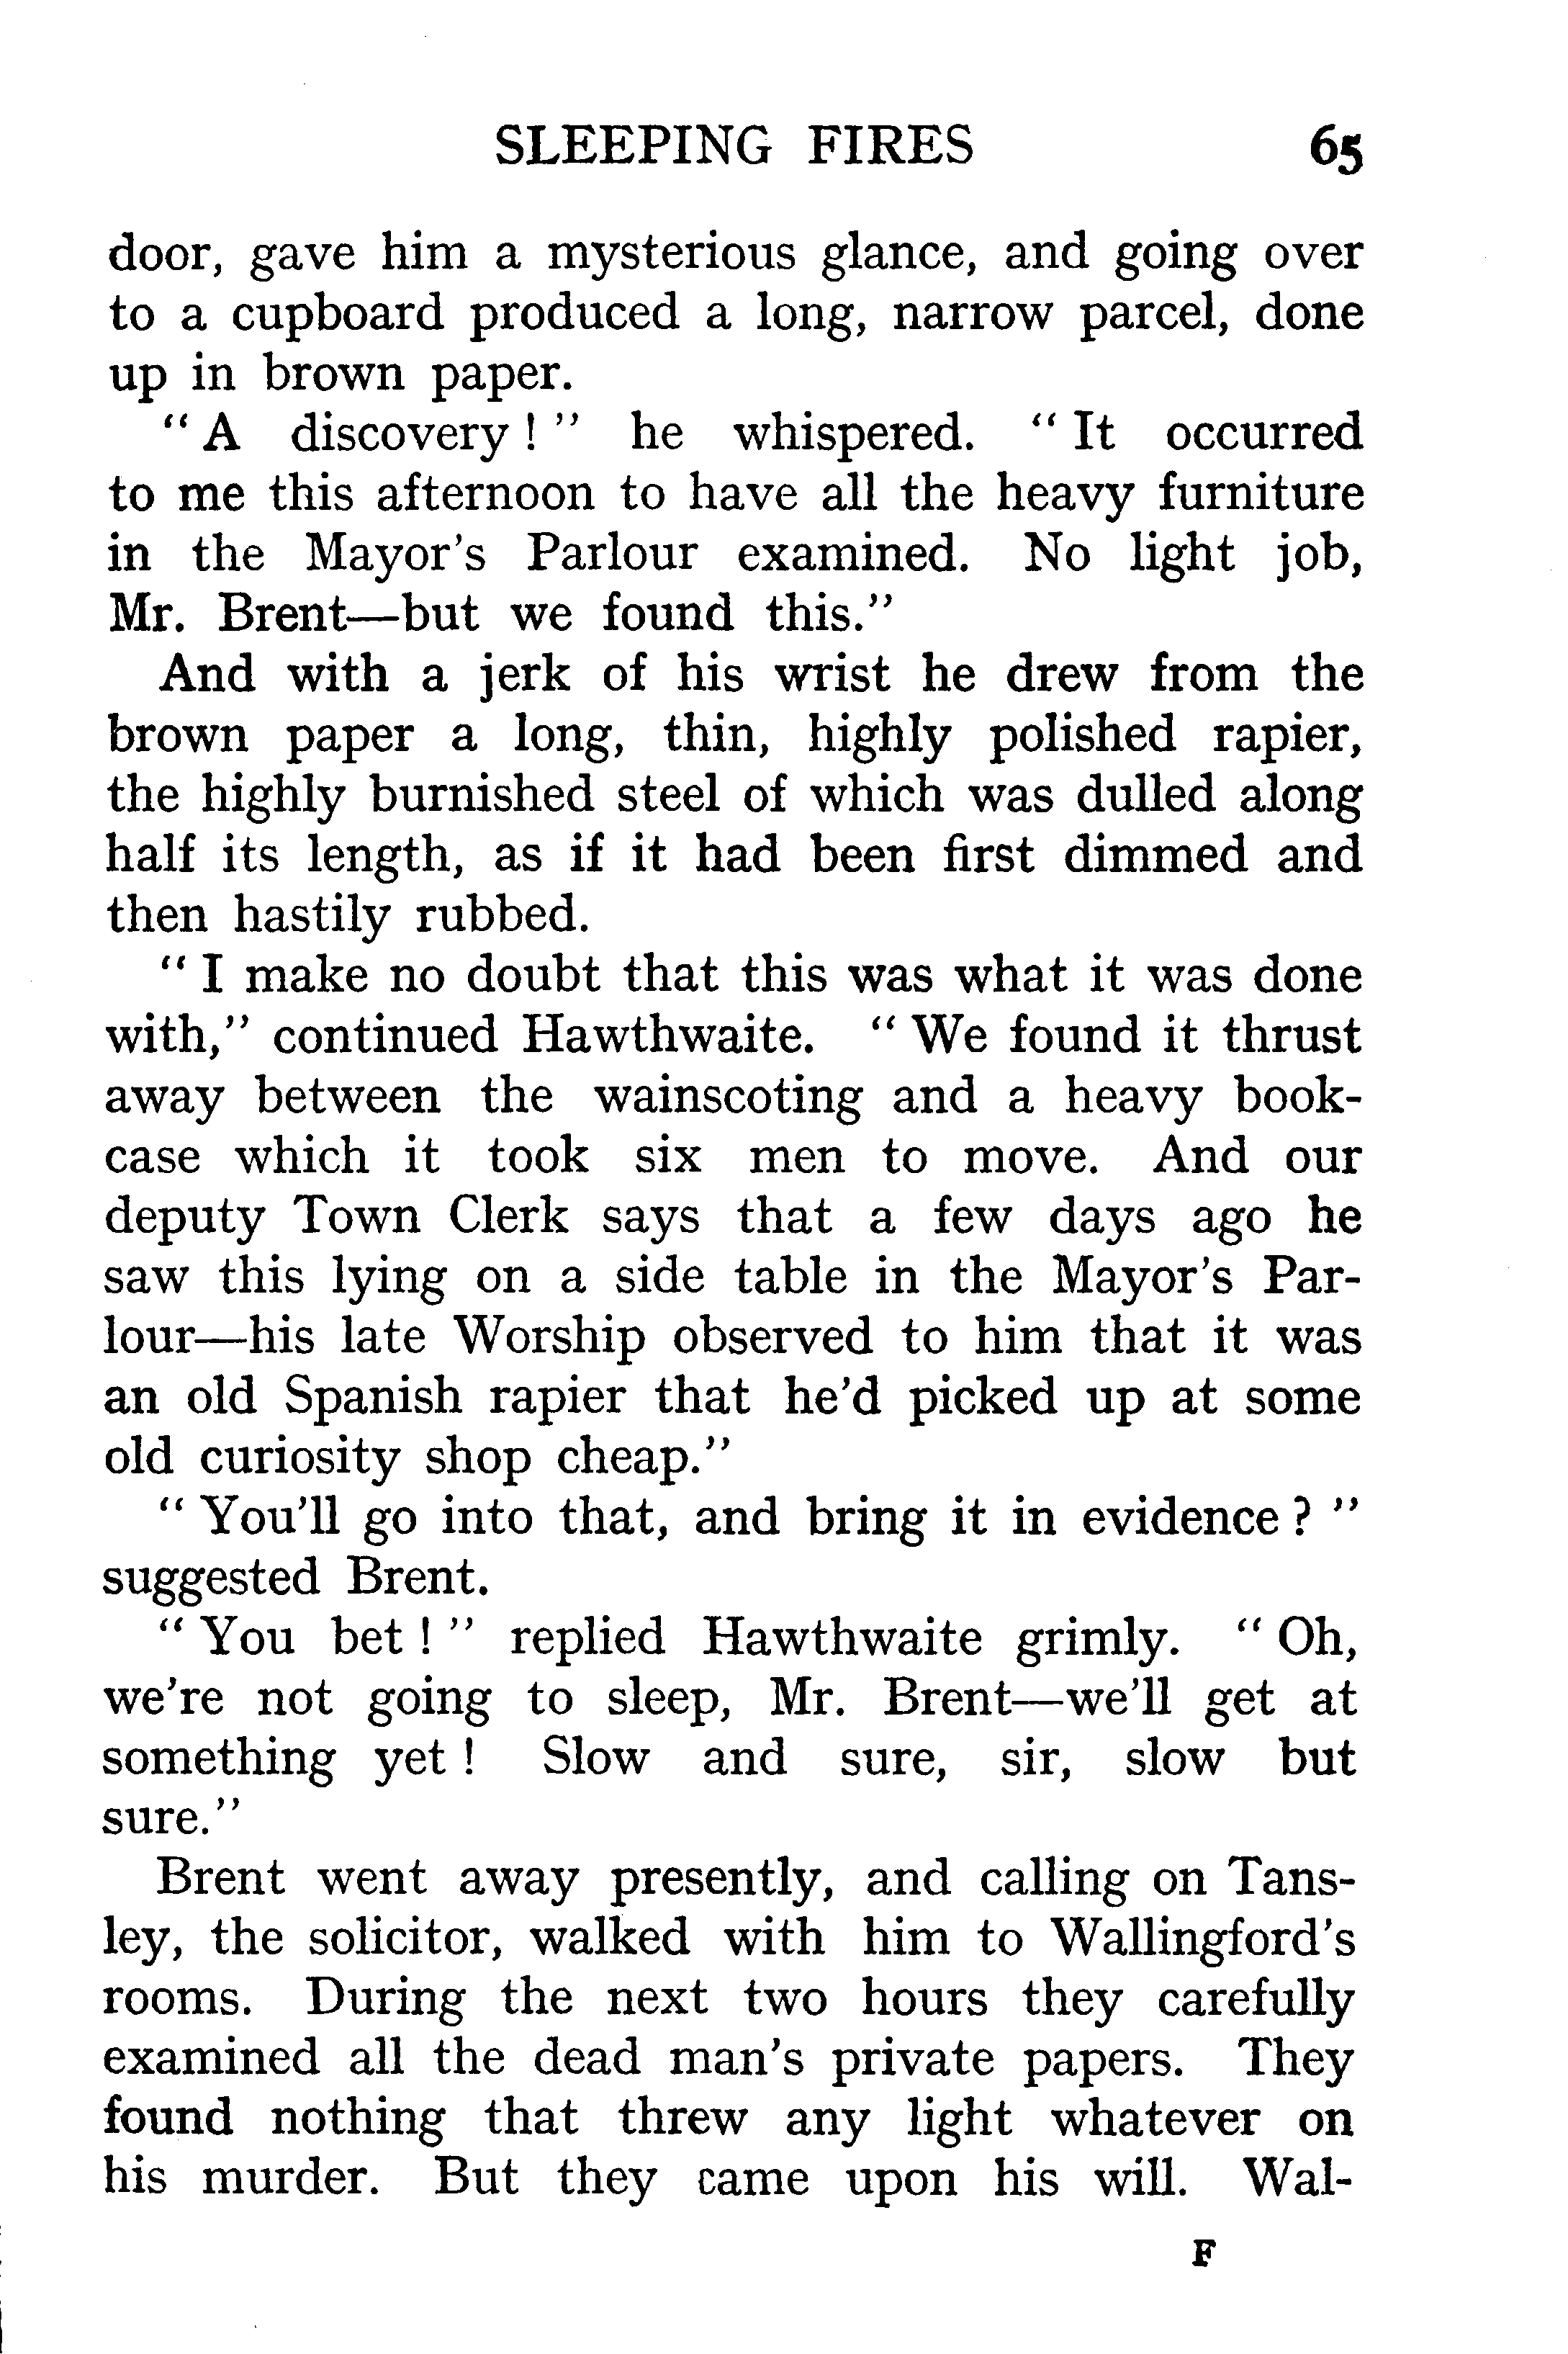 SLEEPING FIRES 65
door, gave him a mysterious glance, and going over
to a cupboard produced a long, narrow parcel, done
up in brown paper.
“ A discovery ! ” he whispered. “ It occurred
to me this afternoon to have all the heavy furniture
in the Mayor’s Parlour examined. No light job,
Mr. Brent—but we found this.”
And with a jerk of his wrist he drew from the
brown paper a long, thin, highly polished rapier,
the highly burnished steel of which was dulled along
half its length, as if it had been first dimmed and
then hastily rubbed.
“ I make no doubt that this was what it was done
with,” continued Hawthwaite. “ We found it thrust
away between the wainscoting and a heavy book-
case which it took six men to move. And our
deputy Town Clerk says that a few days ago he
saw this lying on a side table in the Mayor’s Par-
lour—his late Worship observed to him that it was
an old Spanish rapier that he’d picked up at some
old curiosity shop cheap.”
“ You’ll go into that, and bring it in evidence ? ”
suggested Brent.
“ You bet ! ” replied Hawthwaite grimly. “ Oh,
we’re not going to sleep, Mr. Brent—we’ll get at
something yet ! Slow and sure, sir, slow but
sure.”
Brent went away presently, and calling on Tans-
ley, the solicitor, walked with him to Wallingford’s
rooms. During the next two hours they carefully
examined all the dead man’s private papers. They
found nothing that threw any light whatever on
his murder. But they came upon his will. Wal-
F